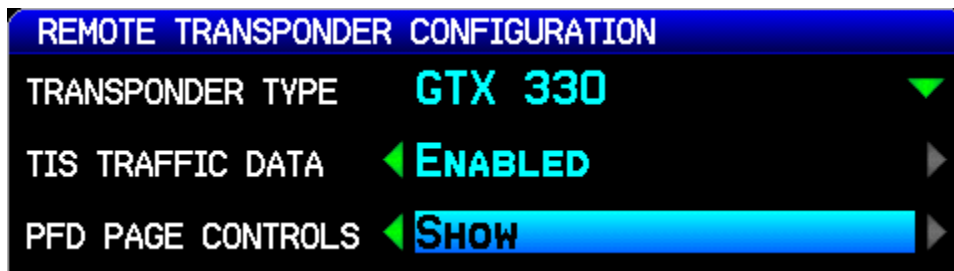 REMOTE TRANSPONDER CONFIGURATION
TRANSPONDER TYPE GTX 330
TIS TRAFFIC DATA ENABLED
PFD PAGE CONTROLS SHOW